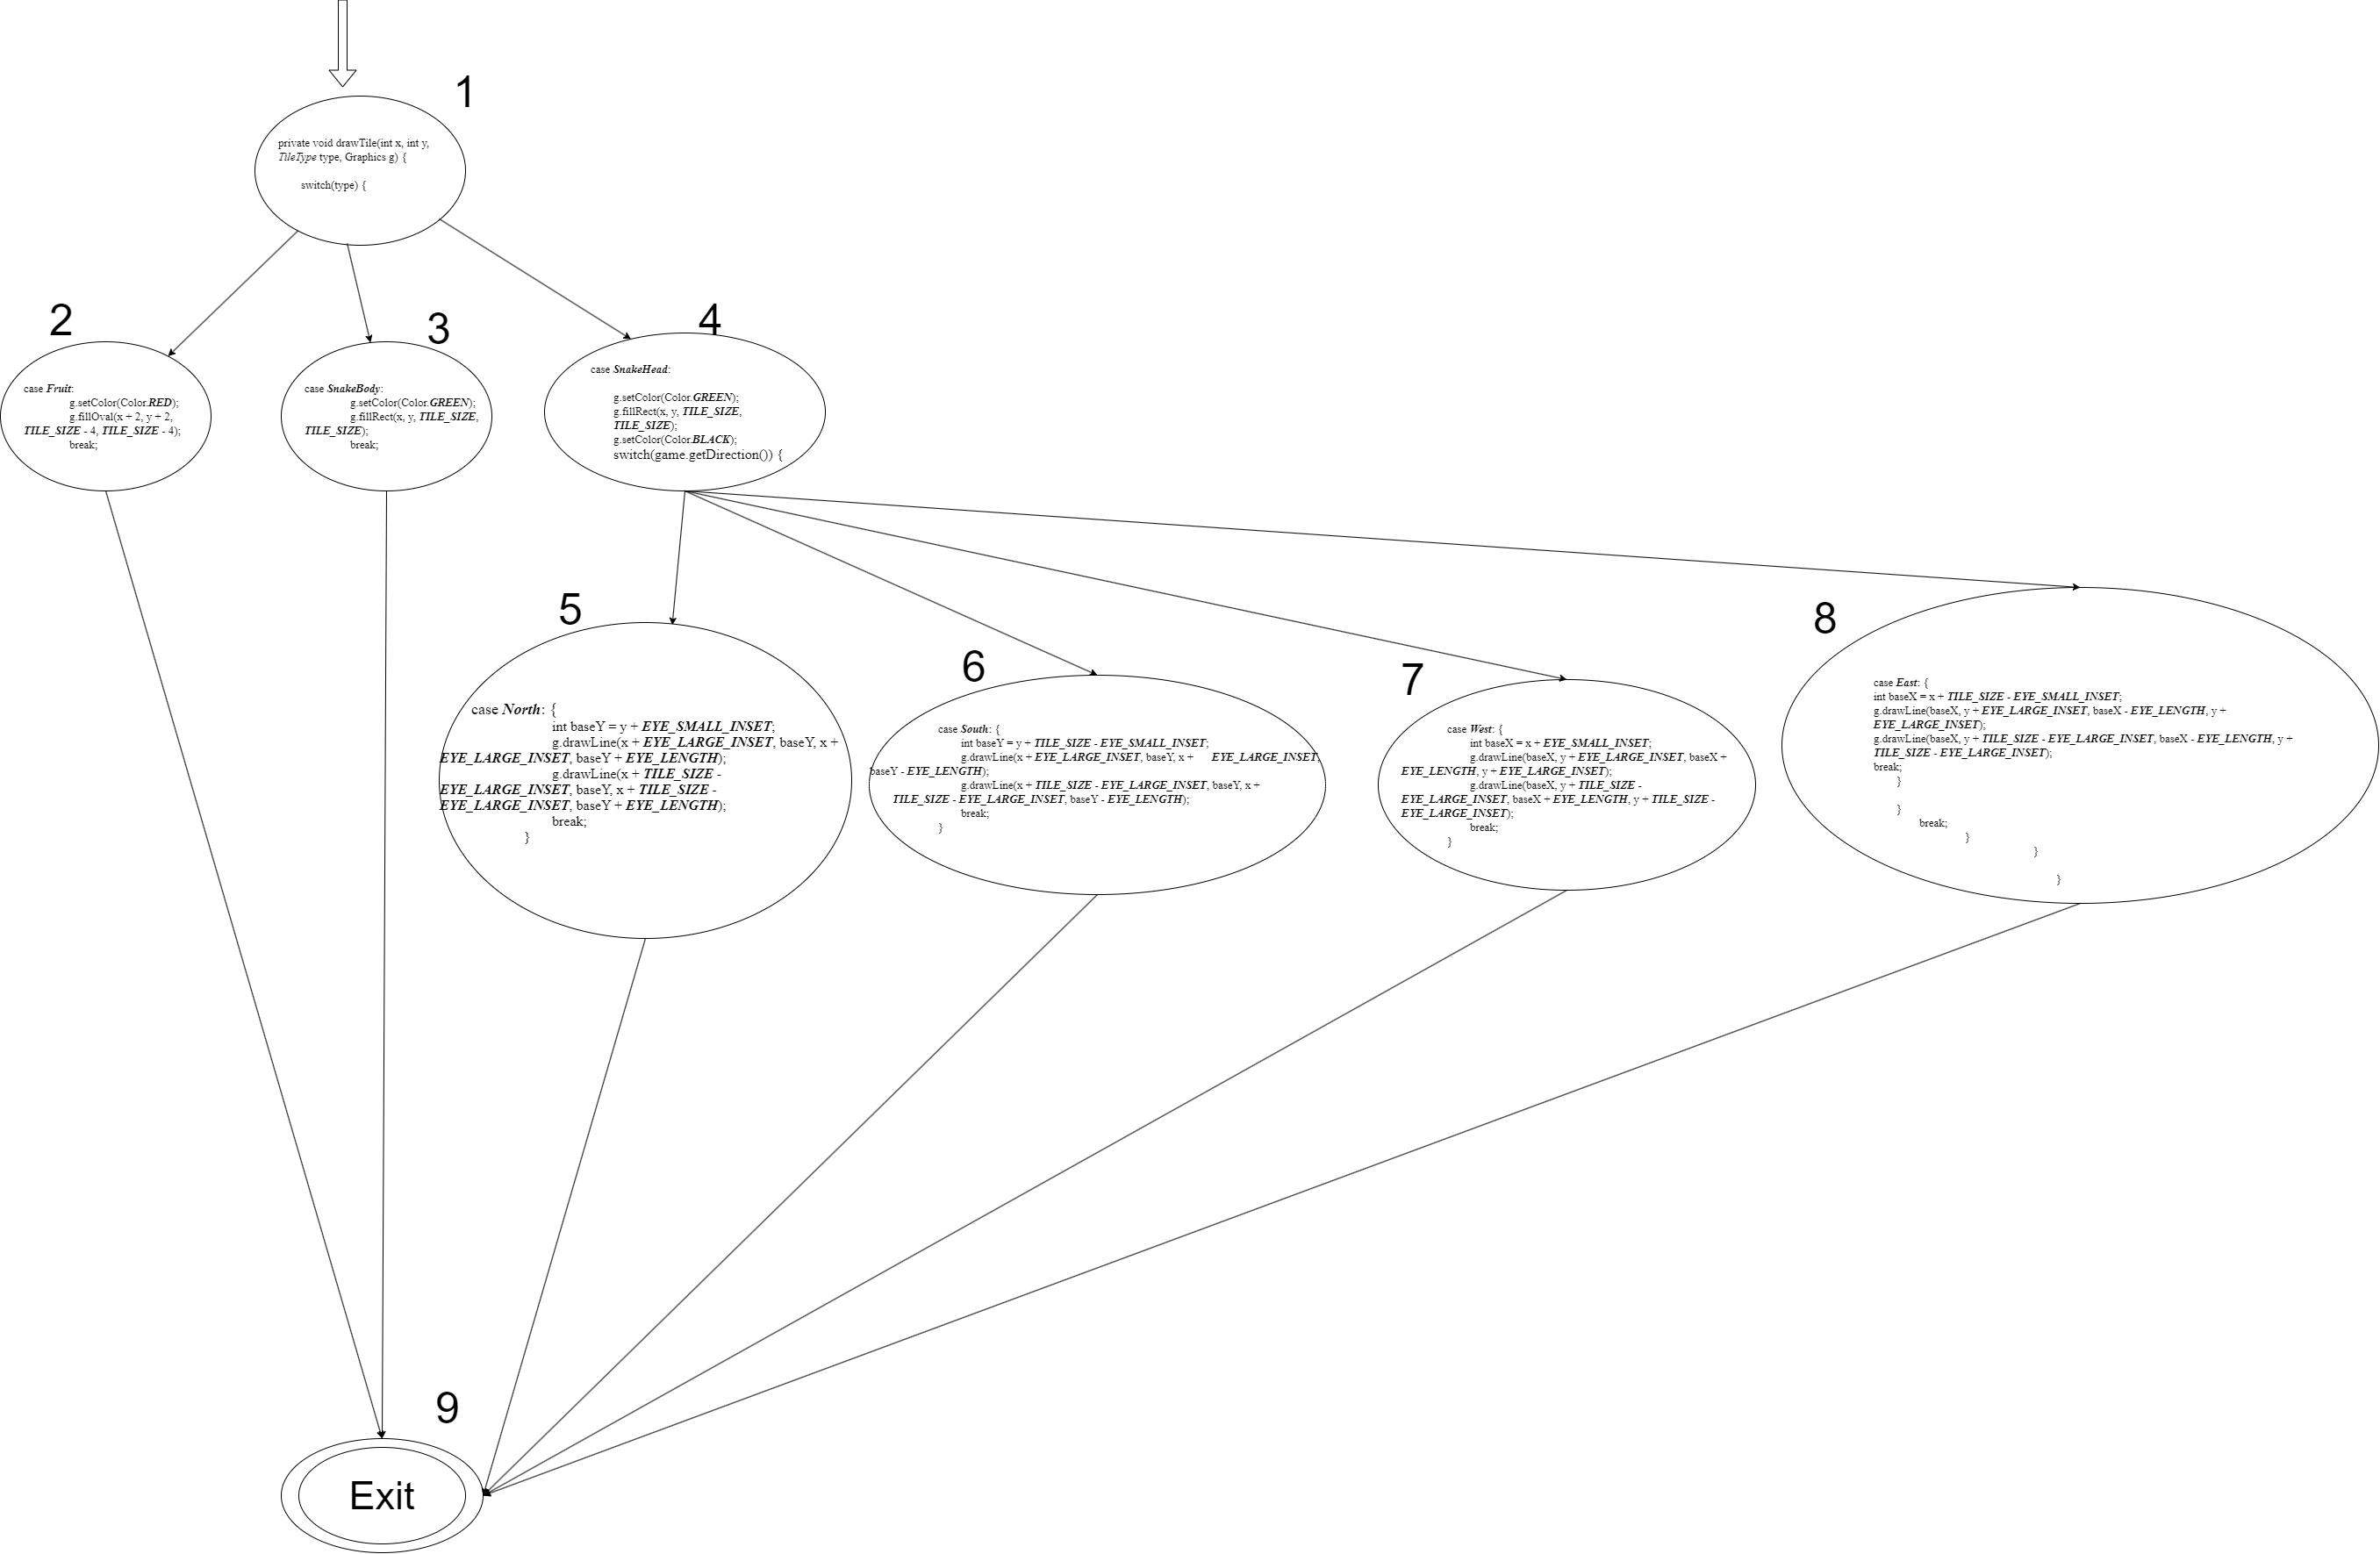 1
private void drawTile(int x, int y,
TileType type, Graphics g) {
switch(type) {
2
case Fruit:
g.setColor(Color.RED);
g.fillOval(x + 2, y + 2,
TILE_SIZE - 4, TILE_SIZE - 4);
break;
3
case SnakeBody:
g.setColor(Color.GREEN);
g.fillRect(x, y, TILE_SIZE,
TILE_SIZE);
break;
4
case SnakeHead:
g.setColor(Color.GREEN);
g.fillRect(x, y, TILE_SIZE,
TILE_SIZE);
g.setColor(Color.BLACK);
switch(game.getDirection()) {
5
case North: {
int baseY = y + EYE_SMALL_INSET;
g.drawLine(x + EYE_LARGE_INSET, baseY, x +
EYE_LARGE_INSET, baseY + EYE_LENGTH);
g.drawLine(x + TILE_SIZE -
EYE_LARGE_INSET, baseY, x + TILE_SIZE -
EYE_LARGE_INSET, baseY + EYE_LENGTH);
break;
}
6
case South: {
int baseY = y + TILE_SIZE - EYE_SMALL_INSET;
g.drawLine(x + EYE_LARGE_INSET, baseY, x + EYE_LARGE_INSET,
baseY - EYE_LENGTH);
g.drawLine(x + TILE_SIZE - EYE_LARGE_INSET, baseY, x +
TILE_SIZE - EYE_LARGE_INSET, baseY - EYE_LENGTH);
break;
}
7
case West: {
int baseX = x + EYE_SMALL_INSET;
g.drawLine(baseX, y + EYE_LARGE_INSET, baseX +
EYE_LENGTH, y + EYE_LARGE_INSET);
g.drawLine(baseX, y + TILE_SIZE -
EYE_LARGE_INSET, baseX + EYE_LENGTH, y + TILE_SIZE -
EYE_LARGE_INSET);
break;
}
8
case East: {
int baseX = x + TILE_SIZE - EYE_SMALL_INSET;
g.drawLine(baseX, y + EYE_LARGE_INSET, baseX - EYE_LENGTH, y +
EYE_LARGE_INSET);
g.drawLine(baseX, y + TILE_SIZE - EYE_LARGE_INSET, baseX - EYE_LENGTH, y +
TILE_SIZE - EYE_LARGE_INSET);
break;
}
}
break;
}
}
}
9
Exit